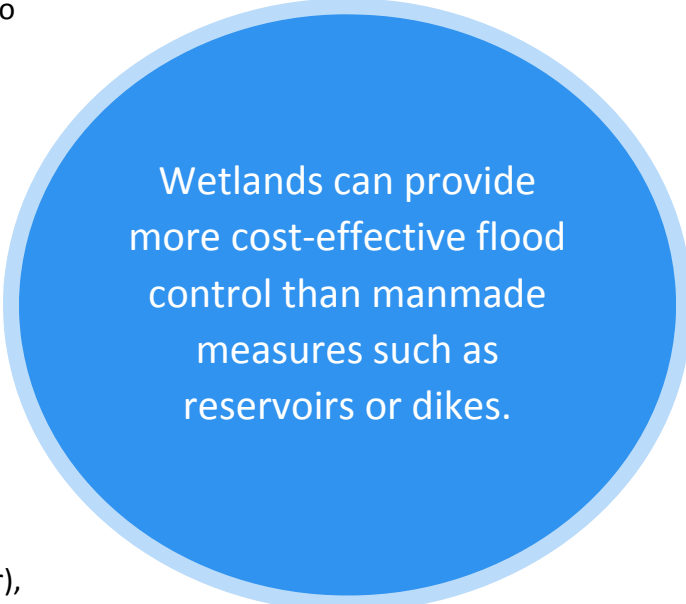 o
Wetlands can provide
more cost-effective flood
control than manmade
measures such as
reservoirs or dikes.
),